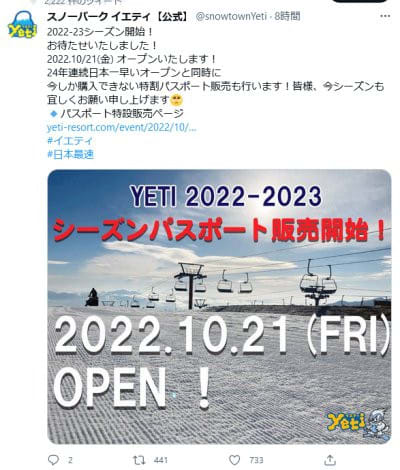 2,222 件のツイート
スノーパーク イエティ【公式】 @snowtownYeti · 8時間
2022-23シーズン開始！
お待たせいたしました！
2022.10/21(金) オープンいたします！
24年連続日本一早いオープンと同時に
今しか購入できない特割パスポート販売も行います！皆様、今シーズンも
宜しくお願い申し上げます😁
🔹パスポート特設販売ページ
yeti-resort.com/event/2022/10/…
#イエティ
#日本最速
YETI 2022-2023
シーズンパスポート販売開始！
2022.10.21 (FRI)
OPEN ！
yeti
2
441
733